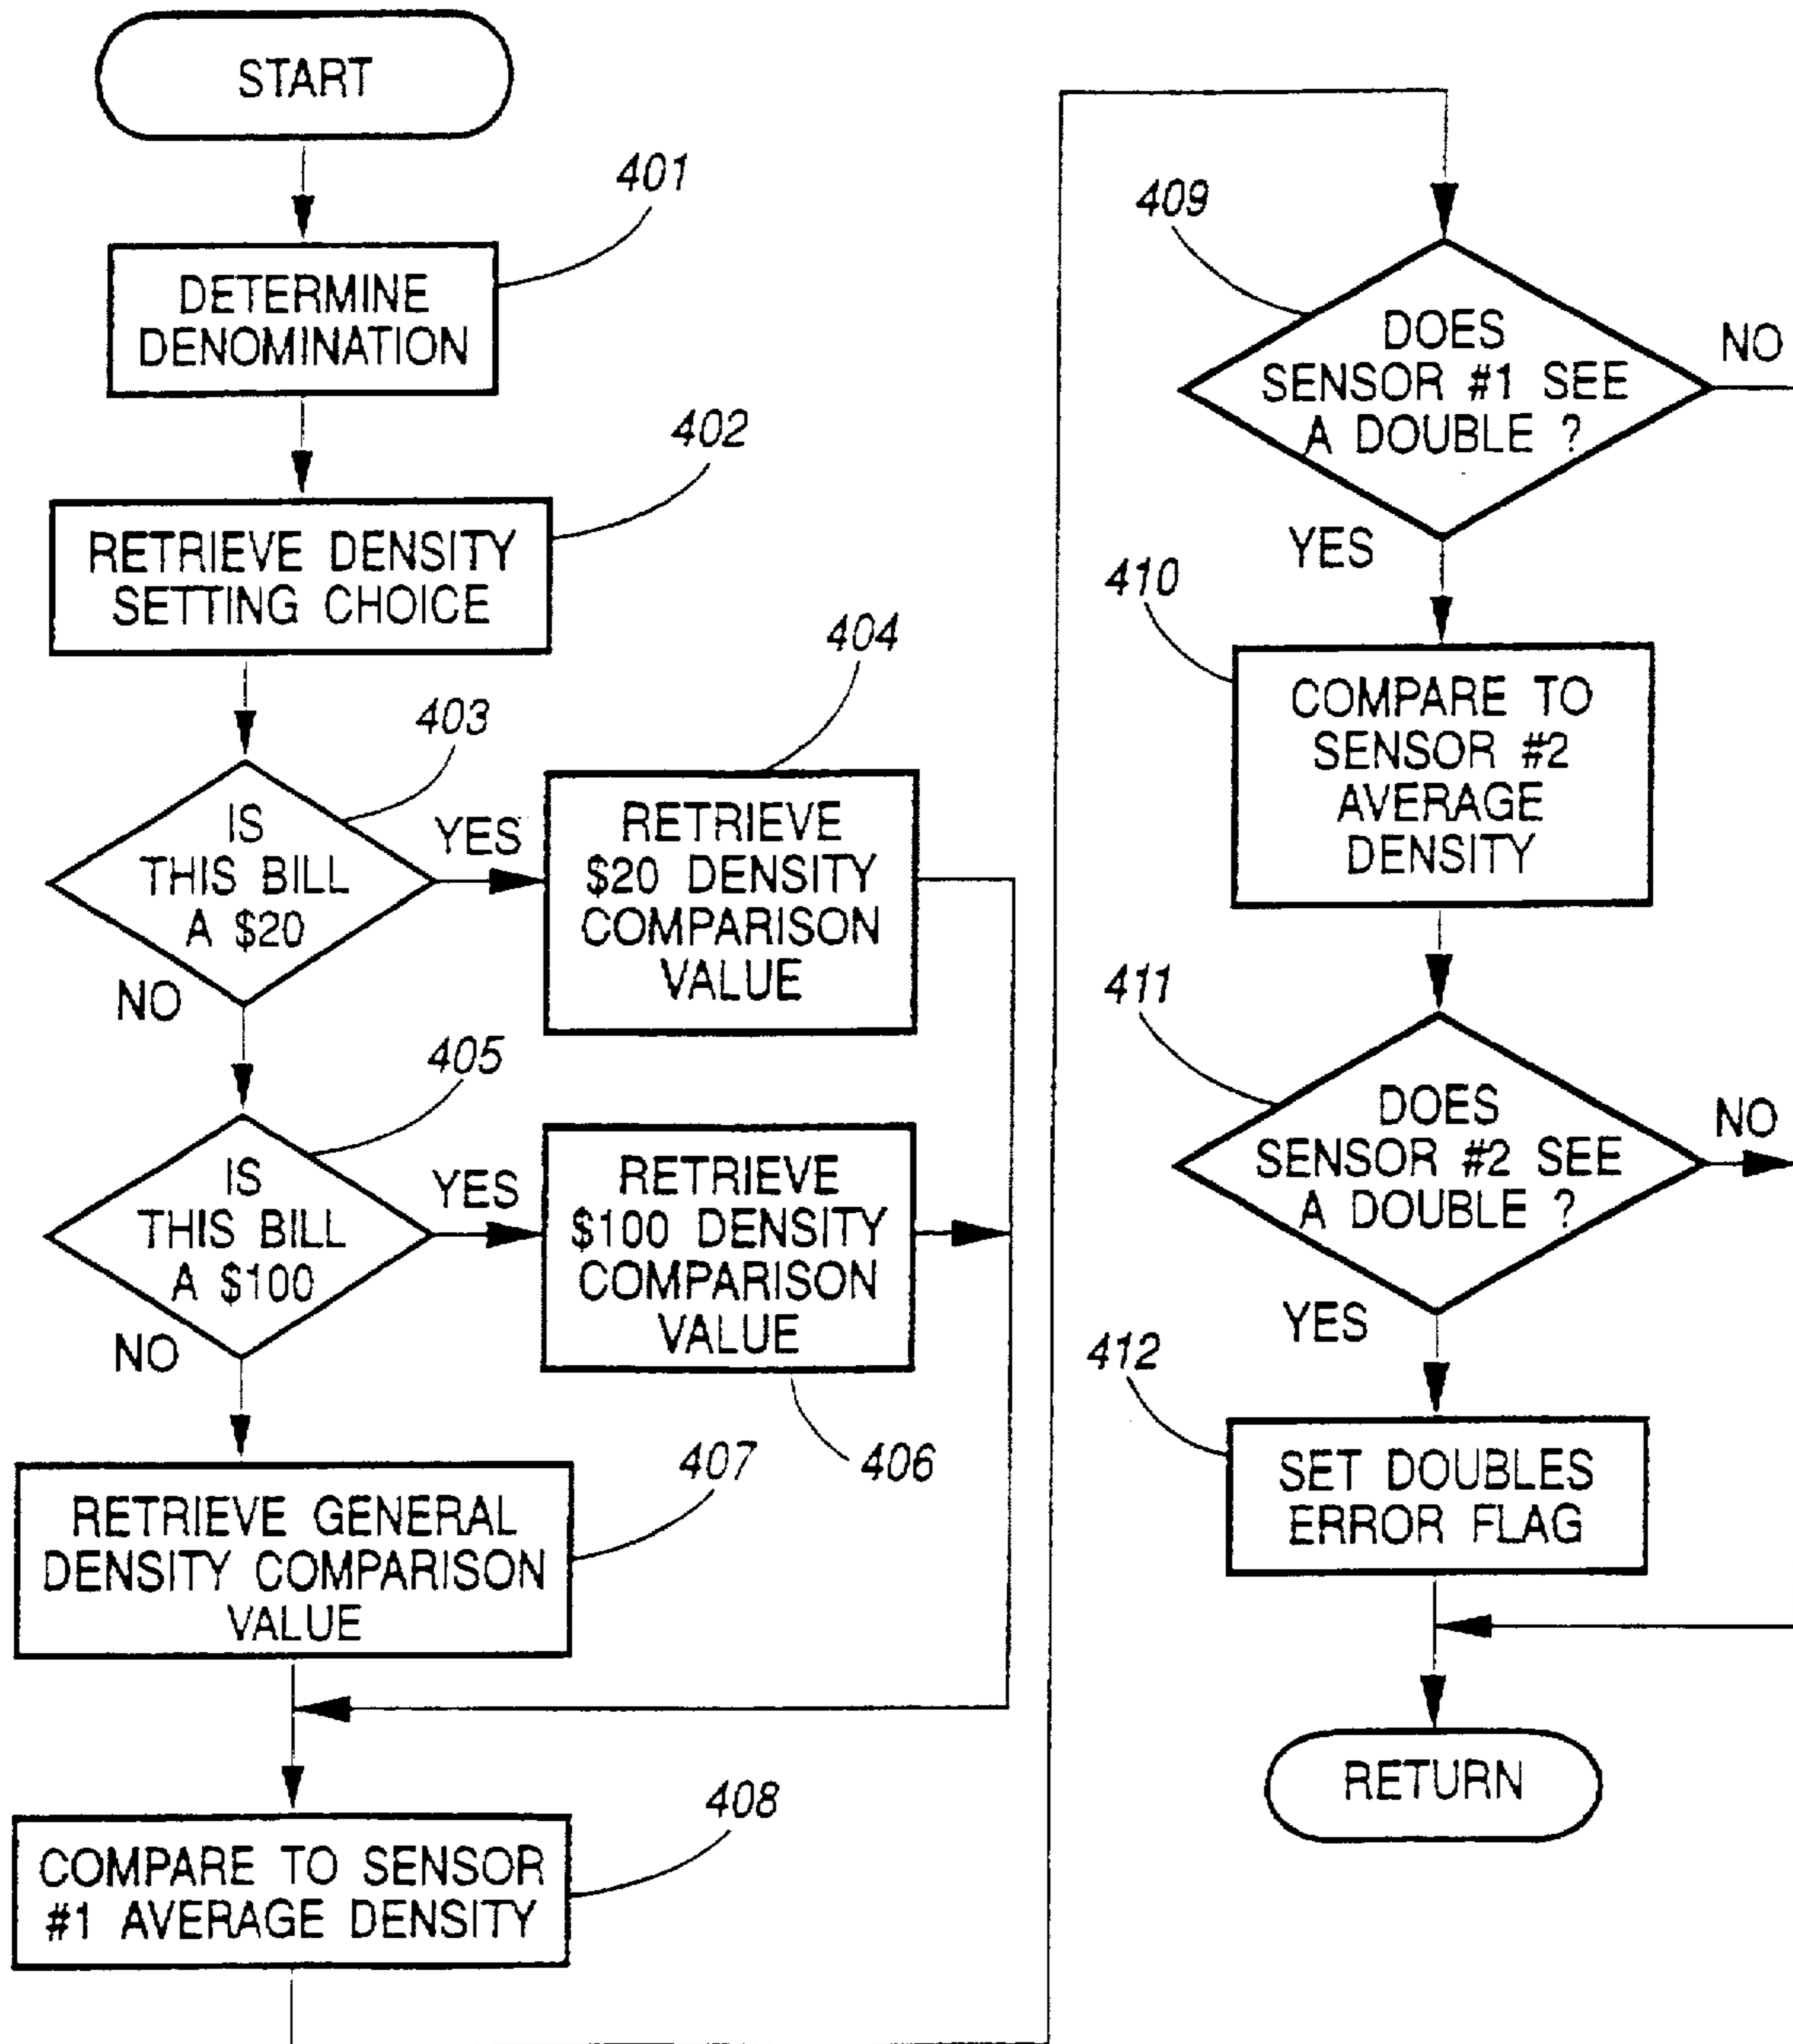 START
401
DETERMINE
DENOMINATION
402
RETRIEVE DENSITY
SETTING CHOICE
403
IS
THIS BILL
A $20
YES
NO
404
RETRIEVE
$20 DENSITY
COMPARISON
VALUE
405
IS
THIS BILL
A $100
YES
NO
RETRIEVE
$100 DENSITY
COMPARISON
VALUE
406
407
RETRIEVE GENERAL
DENSITY COMPARISON
VALUE
408
COMPARE TO SENSOR
#1 AVERAGE DENSITY
409
DOES
SENSOR #1 SEE
A DOUBLE ?
NO
YES
410
COMPARE TO
SENSOR #2
AVERAGE
DENSITY
411
DOES
SENSOR #2 SEE
A DOUBLE ?
NO
YES
412
SET DOUBLES
ERROR FLAG
RETURN